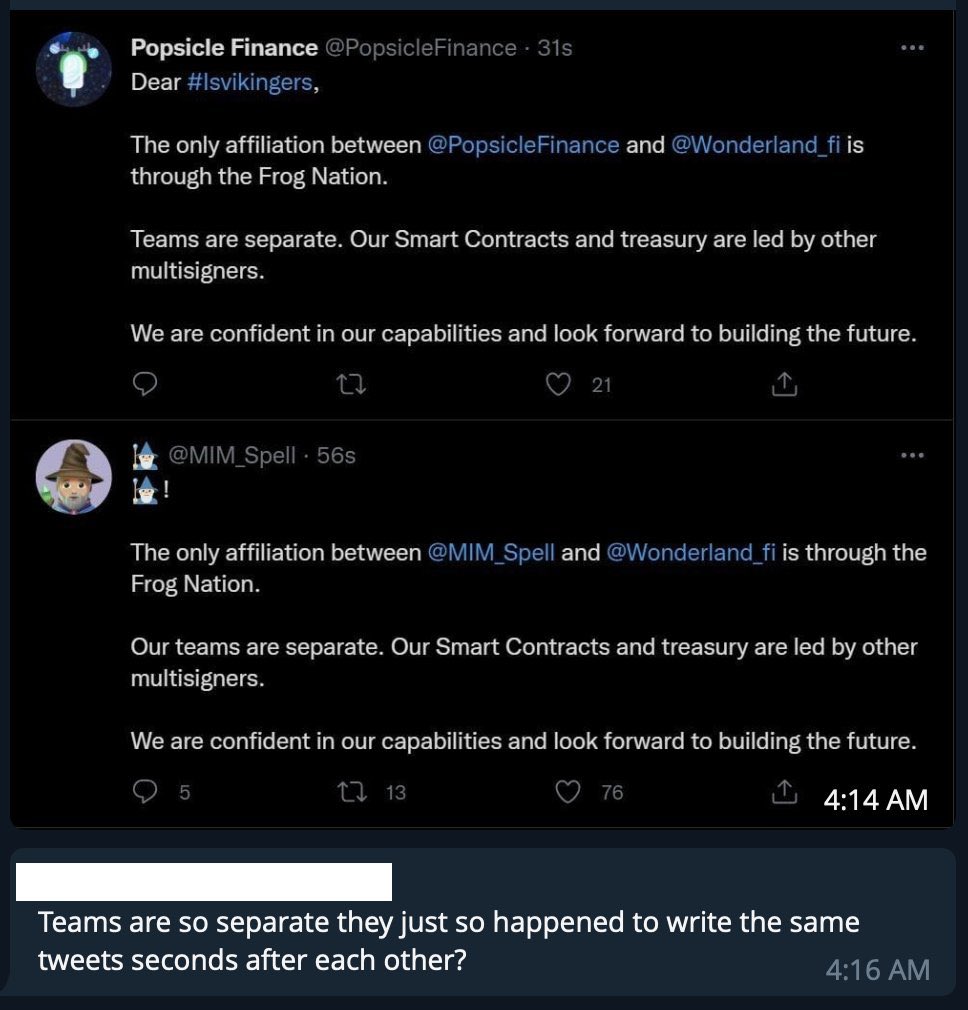 Popsicle Finance @PopsicleFinance · 31s
Dear #Isvikingers,
The only affiliation between @PopsicleFinance and @Wonderland_fi is
through the Frog Nation.
Teams are separate. Our Smart Contracts and treasury are led by other
multisigners.
We are confident in our capabilities and look forward to building the future.
21
🧙‍♂️ @MIM_Spell · 56s
🧙‍♂️!
The only affiliation between @MIM_Spell and @Wonderland_fi is through the
Frog Nation.
Our teams are separate. Our Smart Contracts and treasury are led by other
multisigners.
We are confident in our capabilities and look forward to building the future.
5 13 76 4:14 AM
Teams are so separate they just so happened to write the same
tweets seconds after each other?
4:16 AM